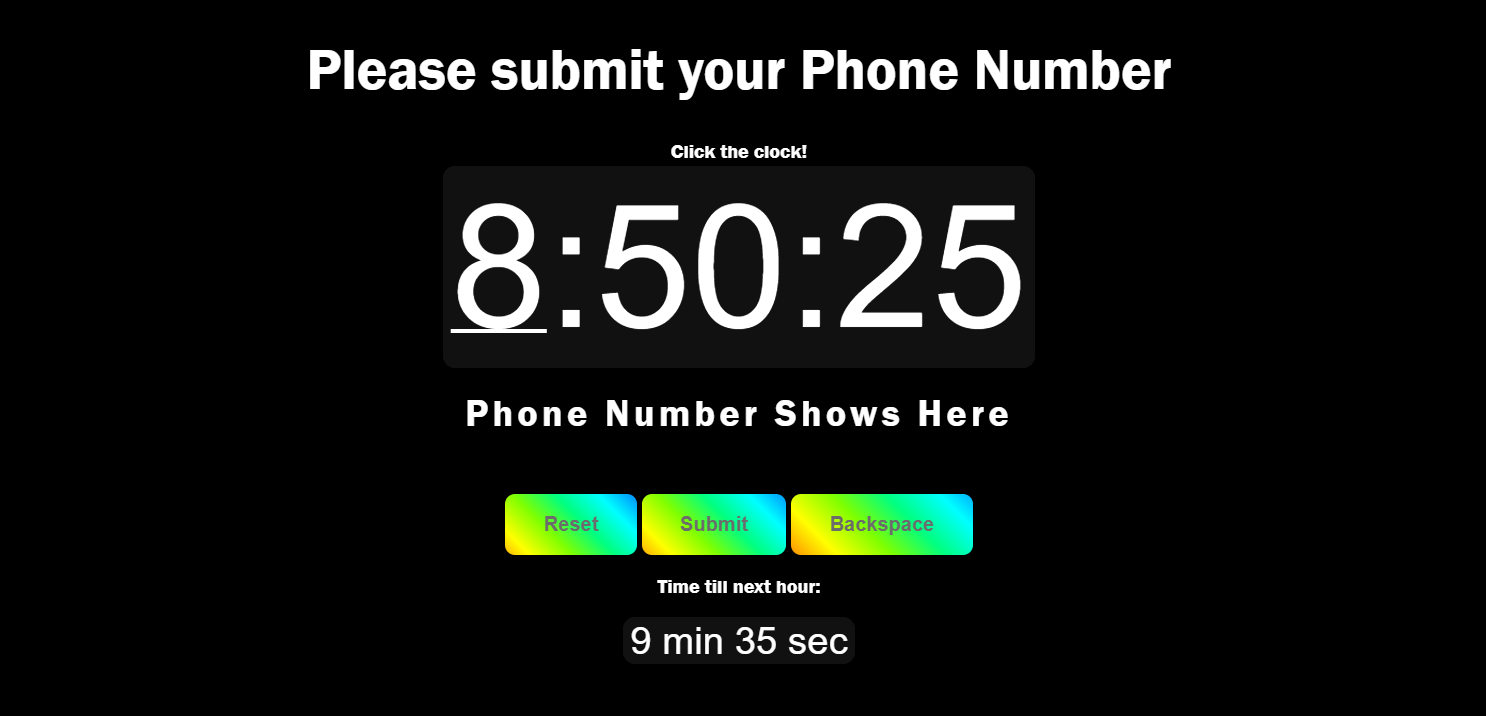 Please submit your Phone Number
Click the clock!
8:50:25
Phone Number Shows Here
Reset Submit Backspace
Time till next hour:
9 min 35 sec